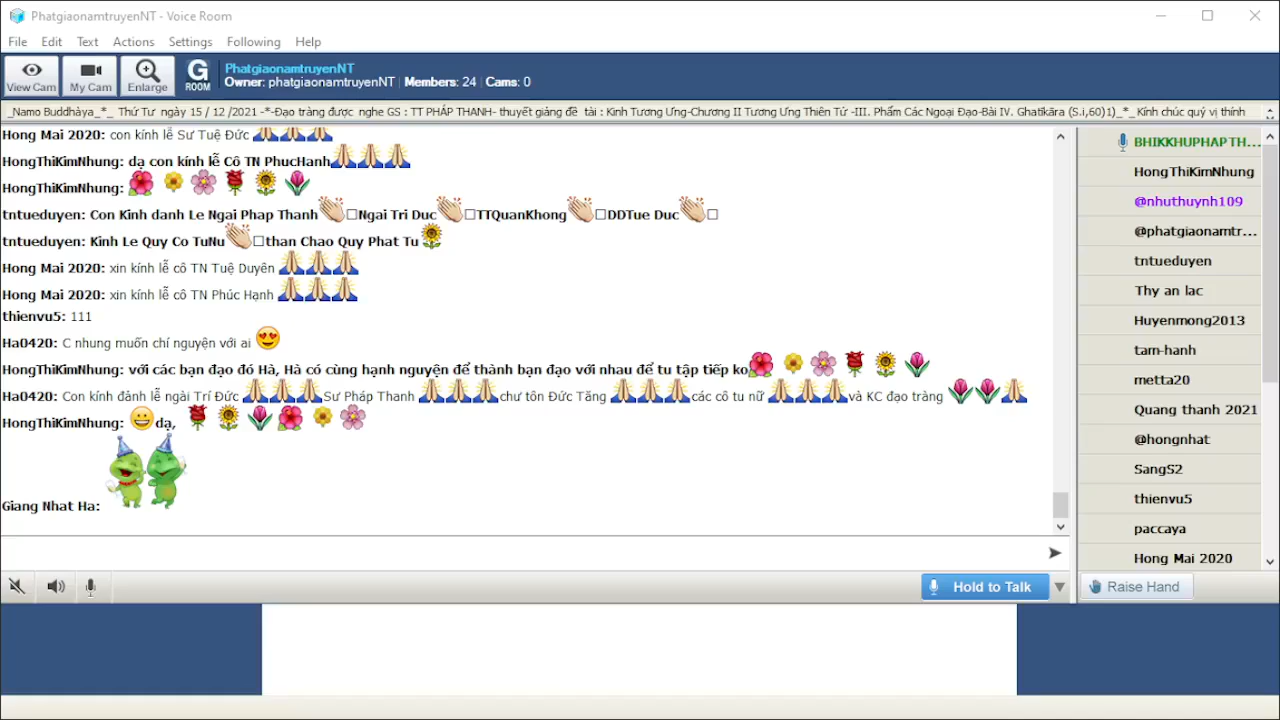 PhatgiaonamtruyenNT - Voice Room
File Edit Text Actions Settings Following Help
View Cam My Cam Enlarge G ROOM
PhatgiaonamtruyenNT
Owner: phatgiaonamtruyenNT Members: 24 Cams: 0
_Namo Buddhàya_*_ Thứ Tư ngày 15 / 12 /2021 -*-Đạo tràng được nghe GS : TT PHÁP THANH- thuyết giảng đề tài : Kinh Tương Ưng-Chương II Tương Ưng Thiên Tử -III. Phẩm Các Ngoại Đạo-Bài IV. Ghatikāra (S.i,60)1)_*_Kính chúc quý vị thính
Hong Mai 2020: con kính lễ Sư Tuệ Đức
HongThiKimNhung: dạ con kính lễ Cô TN PhucHanh
HongThiKimNhung:
tntueduyen: Con Kinh danh Le Ngai Phap Thanh Ngai Tri Duc TTQuanKhong DDTue Duc
tntueduyen: Kinh Le Quy Co TuNu than Chao Quy Phat Tu
Hong Mai 2020: xin kính lễ cô TN Tuệ Duyên
Hong Mai 2020: xin kính lễ cô TN Phúc Hạnh
thienvu5: 111
Ha0420: C nhung muốn chí nguyện với ai
HongThiKimNhung: với các bạn đạo đó Hà, Hà có cùng hạnh nguyện để thành bạn đạo với nhau để tu tập tiếp ko
Ha0420: Con kính đảnh lễ ngài Trí Đức Sư Pháp Thanh chư tôn Đức Tăng các cô tu nữ và KC đạo tràng
HongThiKimNhung: dạ,
Giang Nhat Ha:
Hold to Talk
BHIKKHUPHAPTH...
HongThiKimNhung
@nhuthuynh109
@phatgiaonamtr...
tntueduyen
Thy an lac
Huyenmong2013
tam-hanh
metta20
Quang thanh 2021
@hongnhat
SangS2
thienvu5
paccaya
Hong Mai 2020
Raise Hand